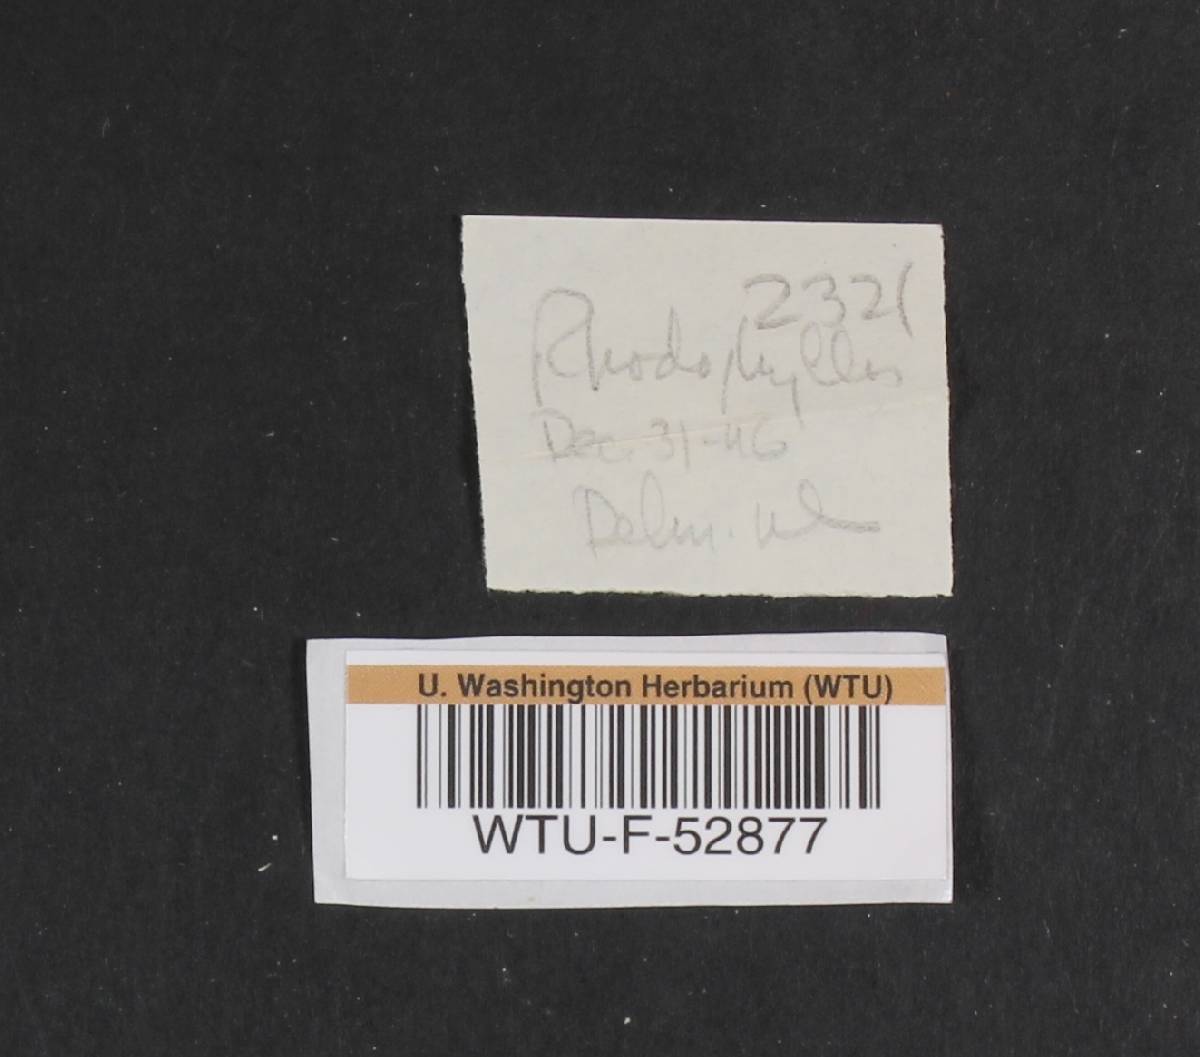 2321
Rhodophyllus
Dec. 31-46
U. Washington Herbarium (WTU)
WTU-F-52877